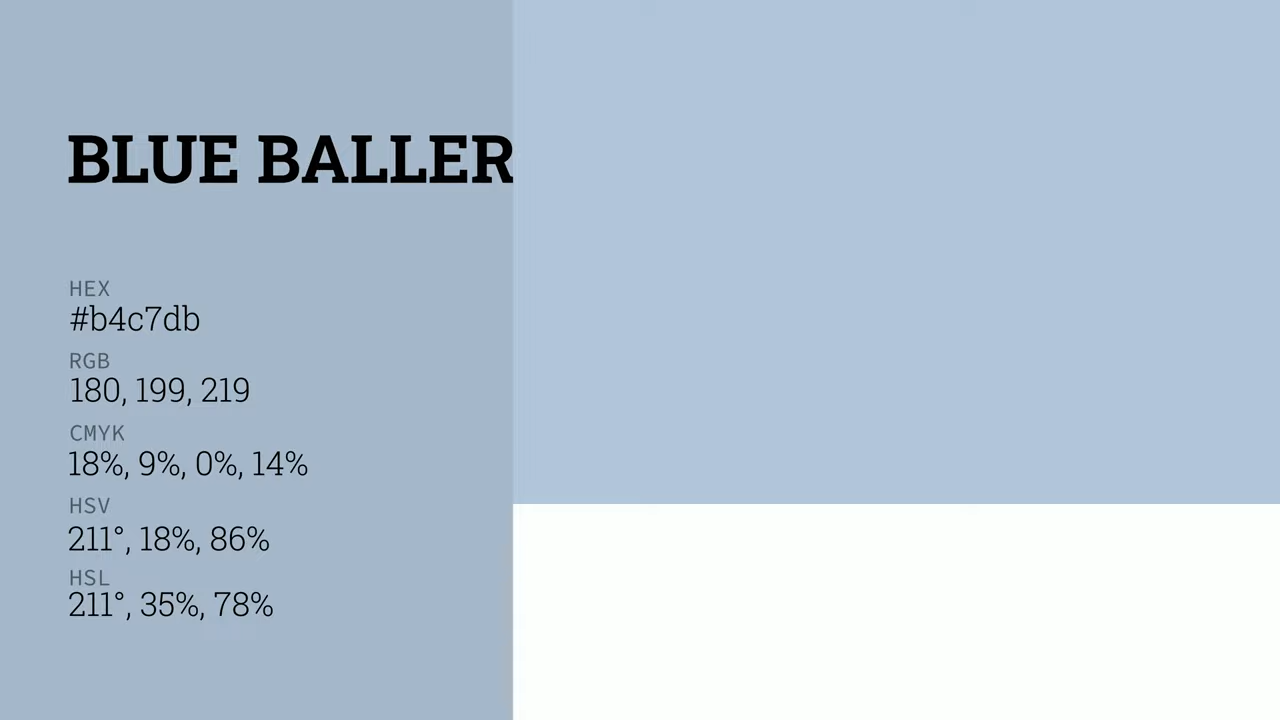 BLUE BALLER
HEX
#b4c7db
RGB
180, 199, 219
CMYK
18%, 9%, 0%, 14%
HSV
211°, 18%, 86%
HSL
211°, 35%, 78%